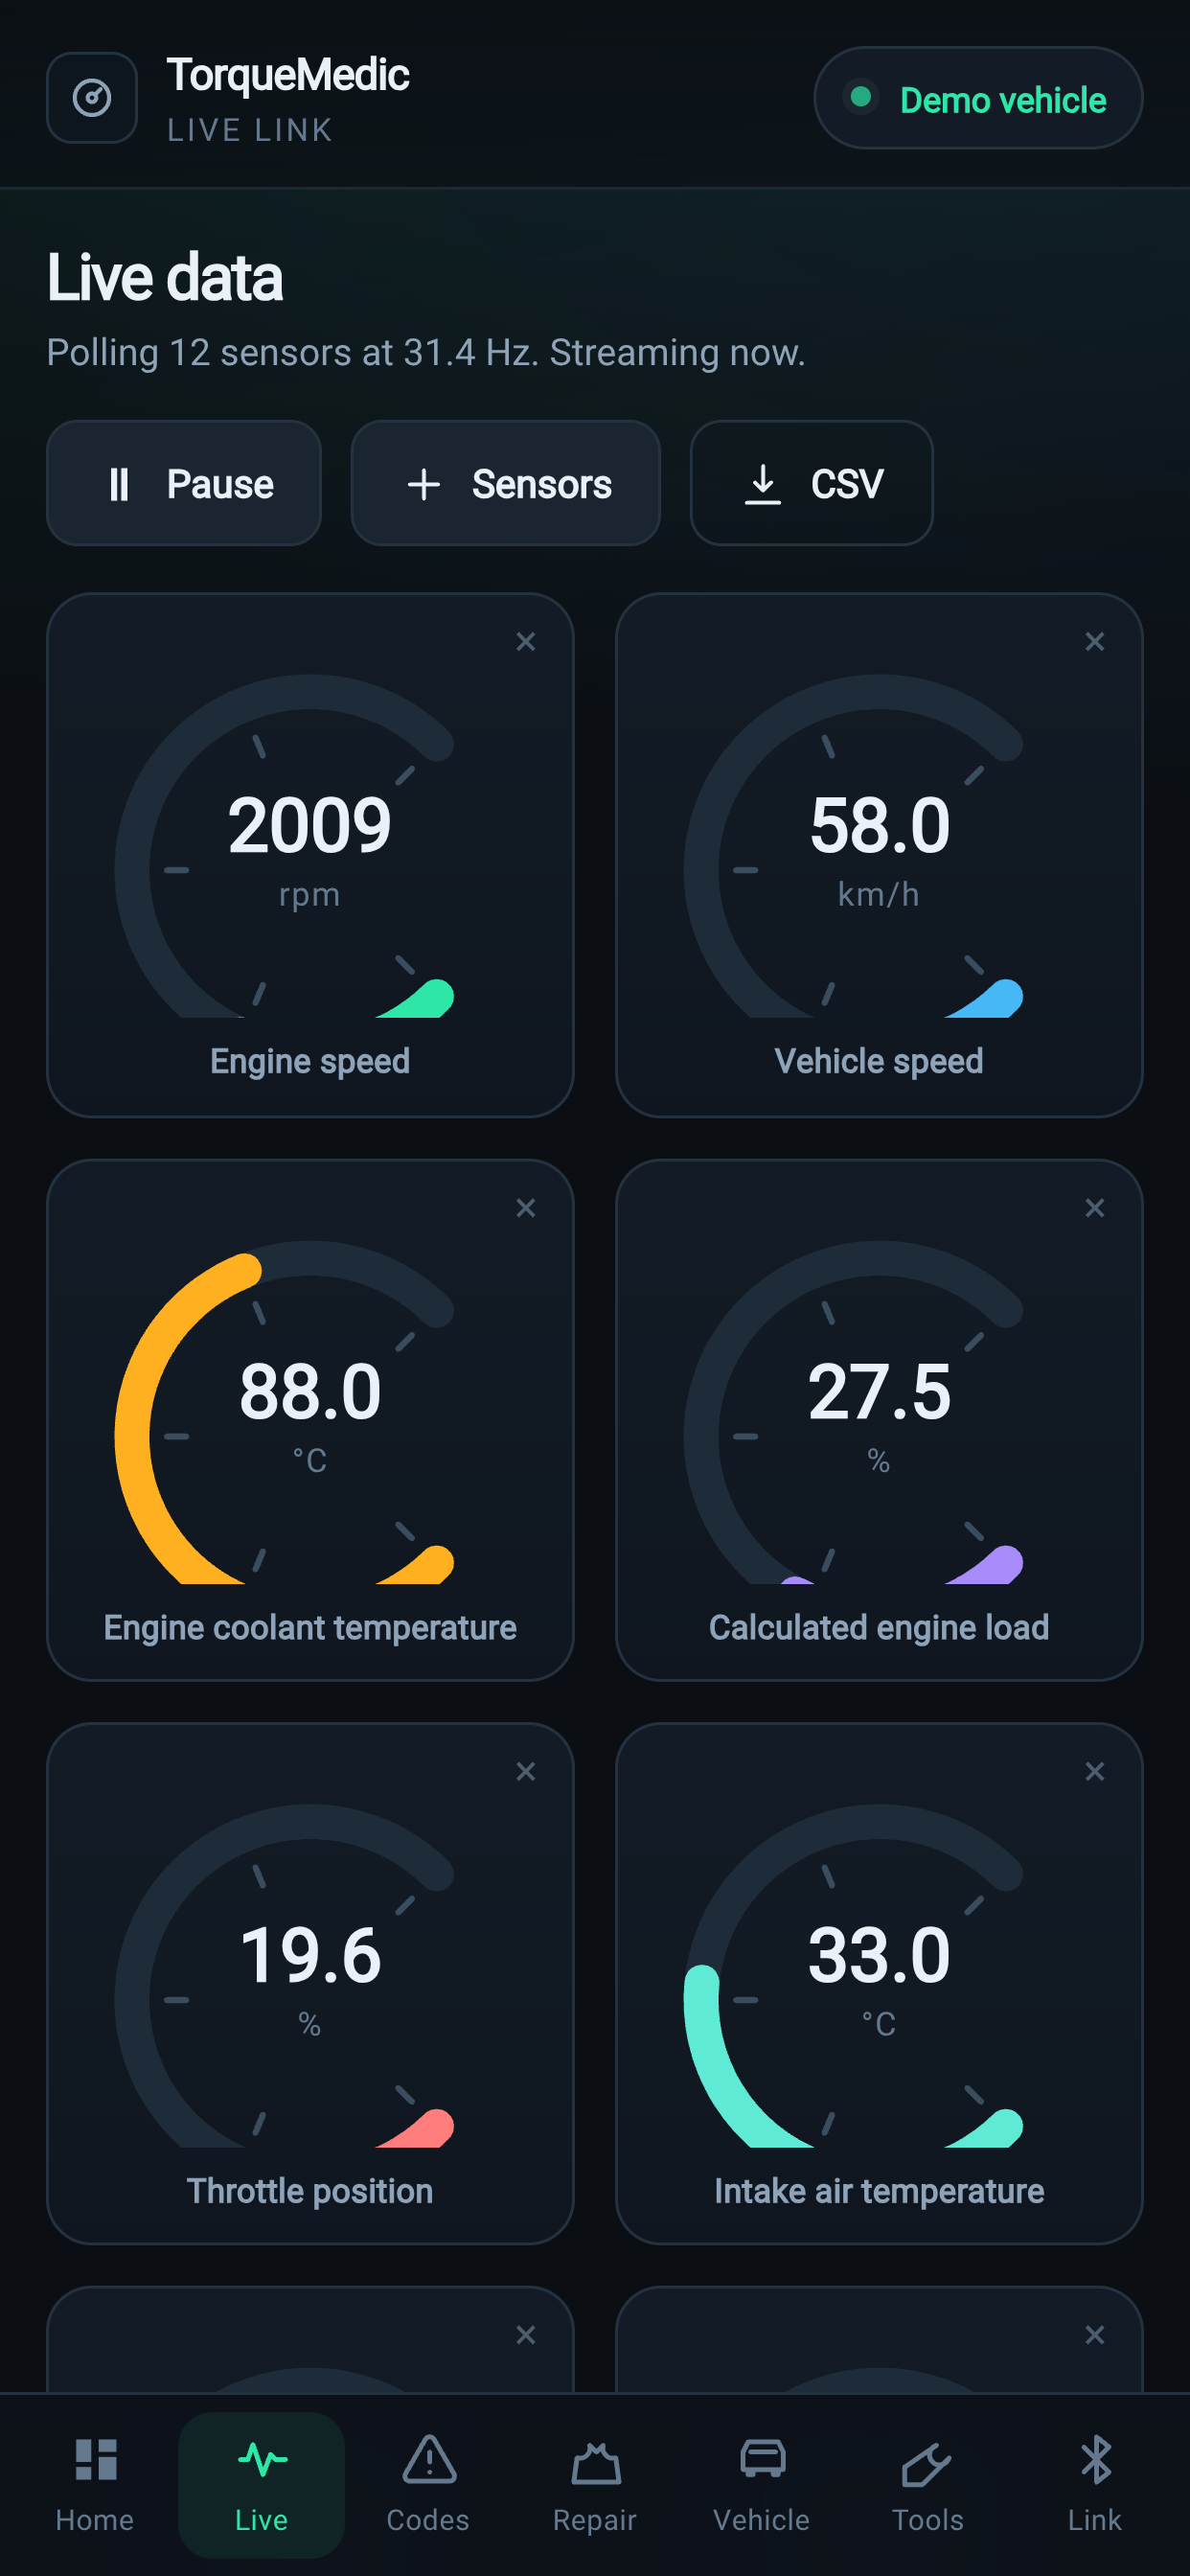 TorqueMedic
LIVE LINK
Demo vehicle
Live data
Polling 12 sensors at 31.4 Hz. Streaming now.
Pause
Sensors
CSV
2009
rpm
Engine speed
58.0
km/h
Vehicle speed
88.0
°C
Engine coolant temperature
27.5
%
Calculated engine load
19.6
%
Throttle position
33.0
°C
Intake air temperature
Home
Live
Codes
Repair
Vehicle
Tools
Link